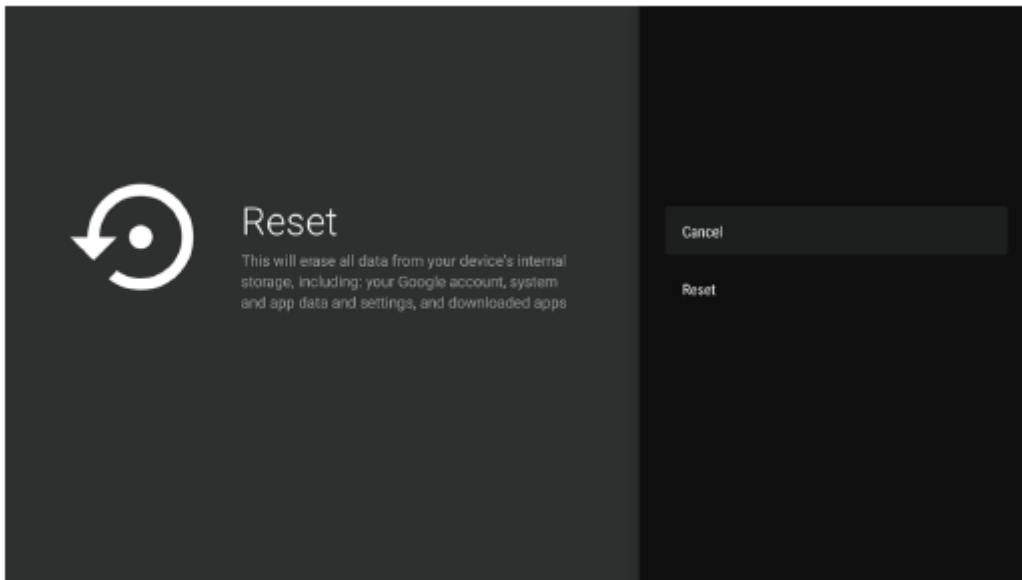 Reset
This will erase all data from your device's internal
storage, including: your Google account, system
and app data and settings, and downloaded apps
Cancel
Reset